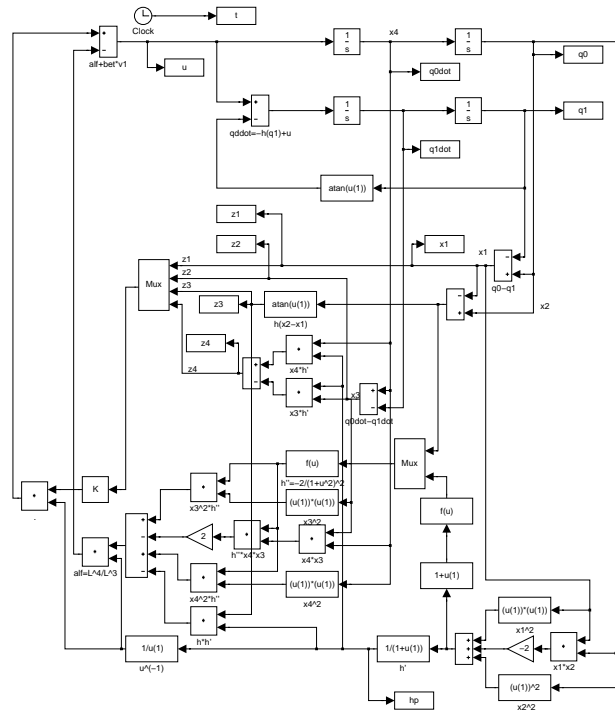 t
Clock
x4
1
s
1
s
q0
alf+bet*v1
u
q0dot
1
s
1
s
q1
qddot=-h(q1)+u
q1dot
atan(u(1))
z1
z2
x1
x1
z1
z2
z3
Mux
q0-q1
z3
atan(u(1))
x2
h(x2-x1)
z4
x4*h'
z4
x3*h'
x3
q0dot-q1dot
f(u)
Mux
h''=-2/(1+u^2)^2
K
x3^2*h''
(u(1))*(u(1))
x3^2
f(u)
2
h''*x4*x3
x4*x3
alf=L^4/L^3
1+u(1)
x4^2*h''
(u(1))*(u(1))
x4^2
(u(1))*(u(1))
x1^2
h*h'
-2
x1*x2
1/u(1)
u^(-1)
1/(1+u(1))
h'
(u(1))^2
x2^2
hp